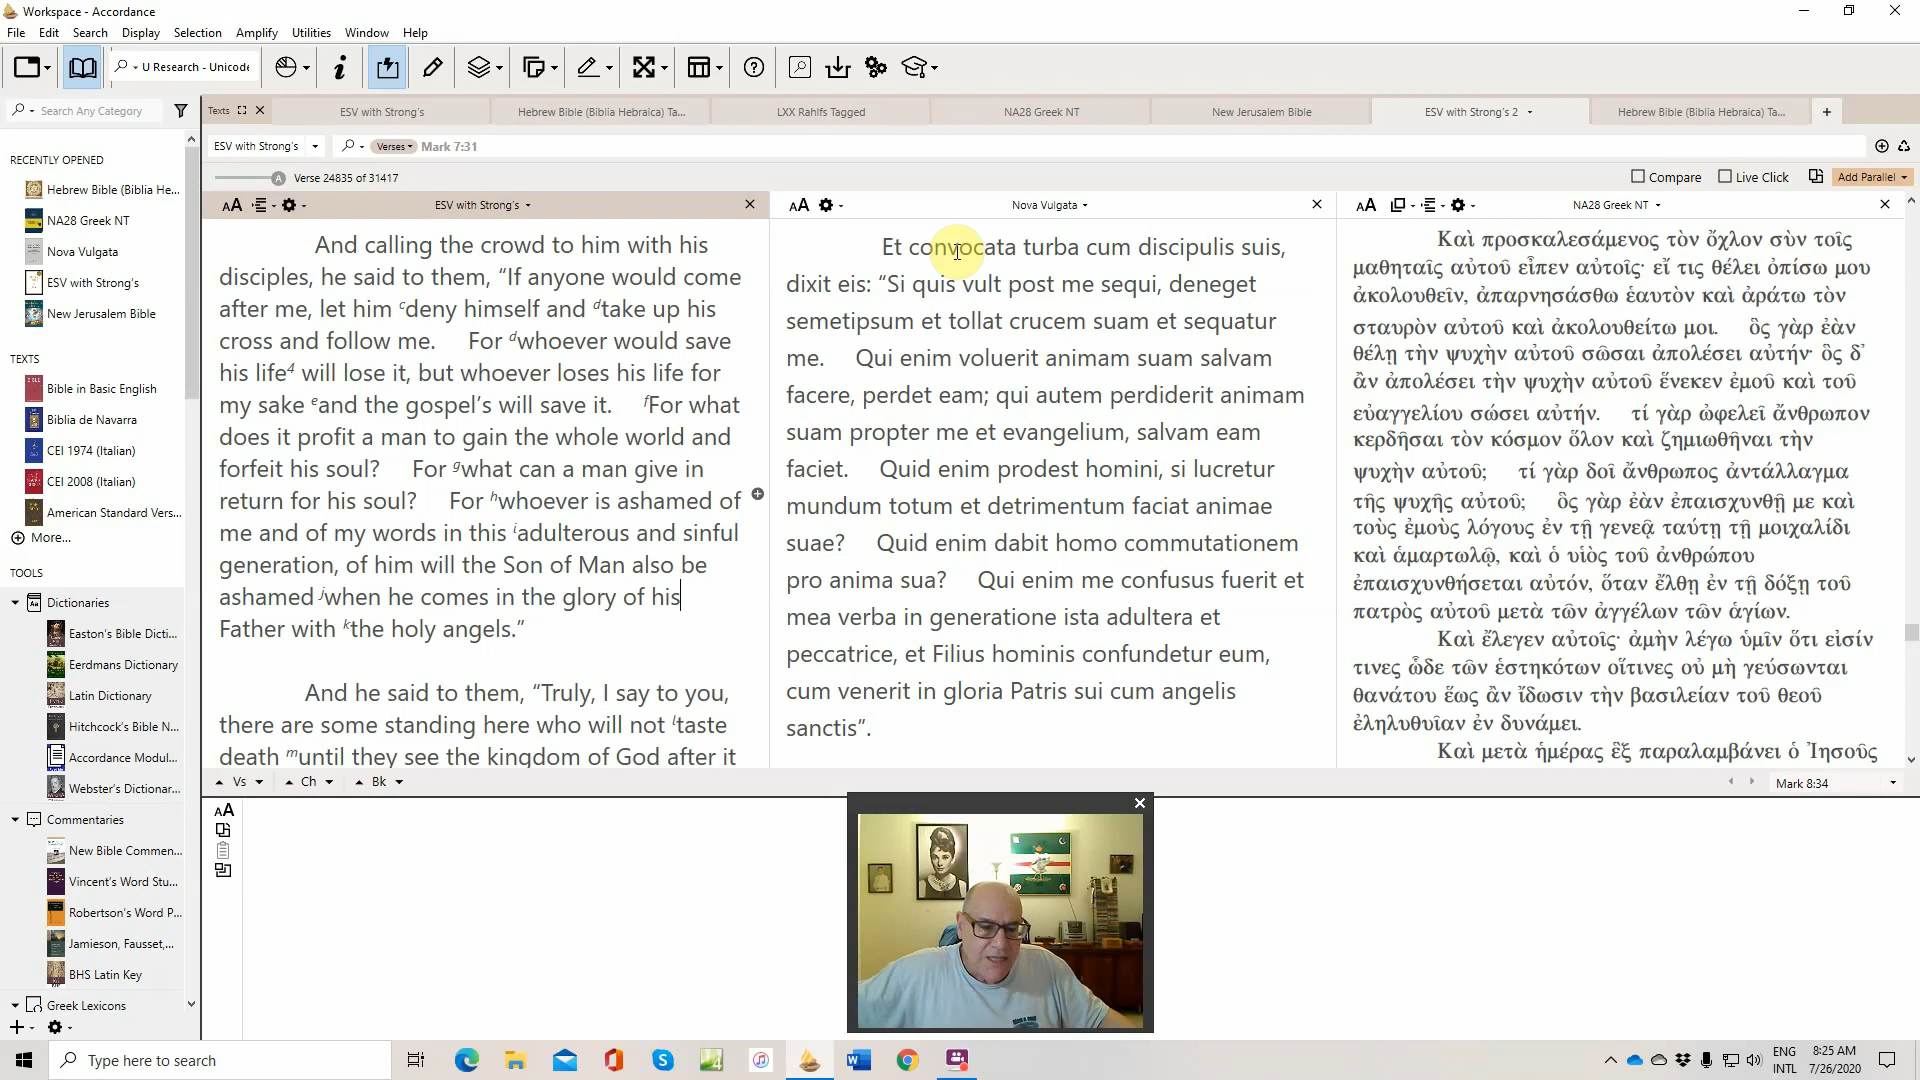 Workspace - Accordance
File Edit Search Display Selection Amplify Utilities Window Help
U Research - Unicode
Search Any Category
Texts ESV with Strong's Hebrew Bible (Biblia Hebraica) Ta... LXX Rahlfs Tagged NA28 Greek NT New Jerusalem Bible ESV with Strong's 2 Hebrew Bible (Biblia Hebraica) Ta...
ESV with Strong's Verses Mark 7:31
Verse 24835 of 31417 Compare Live Click Add Parallel
RECENTLY OPENED
Hebrew Bible (Biblia He...
NA28 Greek NT
Nova Vulgata
ESV with Strong's
New Jerusalem Bible
TEXTS
Bible in Basic English
Biblia de Navarra
CEI 1974 (Italian)
CEI 2008 (Italian)
American Standard Vers...
More...
TOOLS
Dictionaries
Easton's Bible Dicti...
Eerdmans Dictionary
Latin Dictionary
Hitchcock's Bible N...
Accordance Modul...
Webster's Dictionar...
Commentaries
New Bible Commen...
Vincent's Word Stu...
Robertson's Word P...
Jamieson, Fausset,...
BHS Latin Key
Greek Lexicons
AA ESV with Strong's
And calling the crowd to him with his
disciples, he said to them, “If anyone would come
after me, let him cdeny himself and dtake up his
cross and follow me. For dwhoever would save
his life4 will lose it, but whoever loses his life for
my sake eand the gospel’s will save it. fFor what
does it profit a man to gain the whole world and
forfeit his soul? For gwhat can a man give in
return for his soul? For hwhoever is ashamed of
me and of my words in this iadulterous and sinful
generation, of him will the Son of Man also be
ashamed jwhen he comes in the glory of his
Father with kthe holy angels.”
And he said to them, “Truly, I say to you,
there are some standing here who will not ltaste
death muntil they see the kingdom of God after it
AA Nova Vulgata
Et convocata turba cum discipulis suis,
dixit eis: “Si quis vult post me sequi, deneget
semetipsum et tollat crucem suam et sequatur
me. Qui enim voluerit animam suam salvam
facere, perdet eam; qui autem perdiderit animam
suam propter me et evangelium, salvam eam
faciet. Quid enim prodest homini, si lucretur
mundum totum et detrimentum faciat animae
suae? Quid enim dabit homo commutationem
pro anima sua? Qui enim me confusus fuerit et
mea verba in generatione ista adultera et
peccatrice, et Filius hominis confundetur eum,
cum venerit in gloria Patris sui cum angelis
sanctis”.
AA NA28 Greek NT
Καὶ προσκαλεσάμενος τὸν ὄχλον σὺν τοῖς
μαθηταῖς αὐτοῦ εἶπεν αὐτοῖς· εἴ τις θέλει ὀπίσω μου
ἀκολουθεῖν, ἀπαρνησάσθω ἑαυτὸν καὶ ἀράτω τὸν
σταυρὸν αὐτοῦ καὶ ἀκολουθείτω μοι. ὃς γὰρ ἐὰν
θέλῃ τὴν ψυχὴν αὐτοῦ σῶσαι ἀπολέσει αὐτήν· ὃς δ’
ἂν ἀπολέσει τὴν ψυχὴν αὐτοῦ ἕνεκεν ἐμοῦ καὶ τοῦ
εὐαγγελίου σώσει αὐτήν. τί γὰρ ὠφελεῖ ἄνθρωπον
κερδῆσαι τὸν κόσμον ὅλον καὶ ζημιωθῆναι τὴν
ψυχὴν αὐτοῦ; τί γὰρ δοῖ ἄνθρωπος ἀντάλλαγμα
τῆς ψυχῆς αὐτοῦ; ὃς γὰρ ἐὰν ἐπαισχυνθῇ με καὶ
τοὺς ἐμοὺς λόγους ἐν τῇ γενεᾷ ταύτῃ τῇ μοιχαλίδι
καὶ ἁμαρτωλῷ, καὶ ὁ υἱὸς τοῦ ἀνθρώπου
ἐπαισχυνθήσεται αὐτόν, ὅταν ἔλθῃ ἐν τῇ δόξῃ τοῦ
πατρὸς αὐτοῦ μετὰ τῶν ἀγγέλων τῶν ἁγίων.
Καὶ ἔλεγεν αὐτοῖς· ἀμὴν λέγω ὑμῖν ὅτι εἰσίν
τινες ὧδε τῶν ἑστηκότων οἵτινες οὐ μὴ γεύσωνται
θανάτου ἕως ἂν ἴδωσιν τὴν βασιλείαν τοῦ θεοῦ
ἐληλυθυῖαν ἐν δυνάμει.
Καὶ μετὰ ἡμέρας ἓξ παραλαμβάνει ὁ Ἰησοῦς
Vs Ch Bk Mark 8:34
AA
Type here to search
ENG 8:25 AM
INTL 7/26/2020